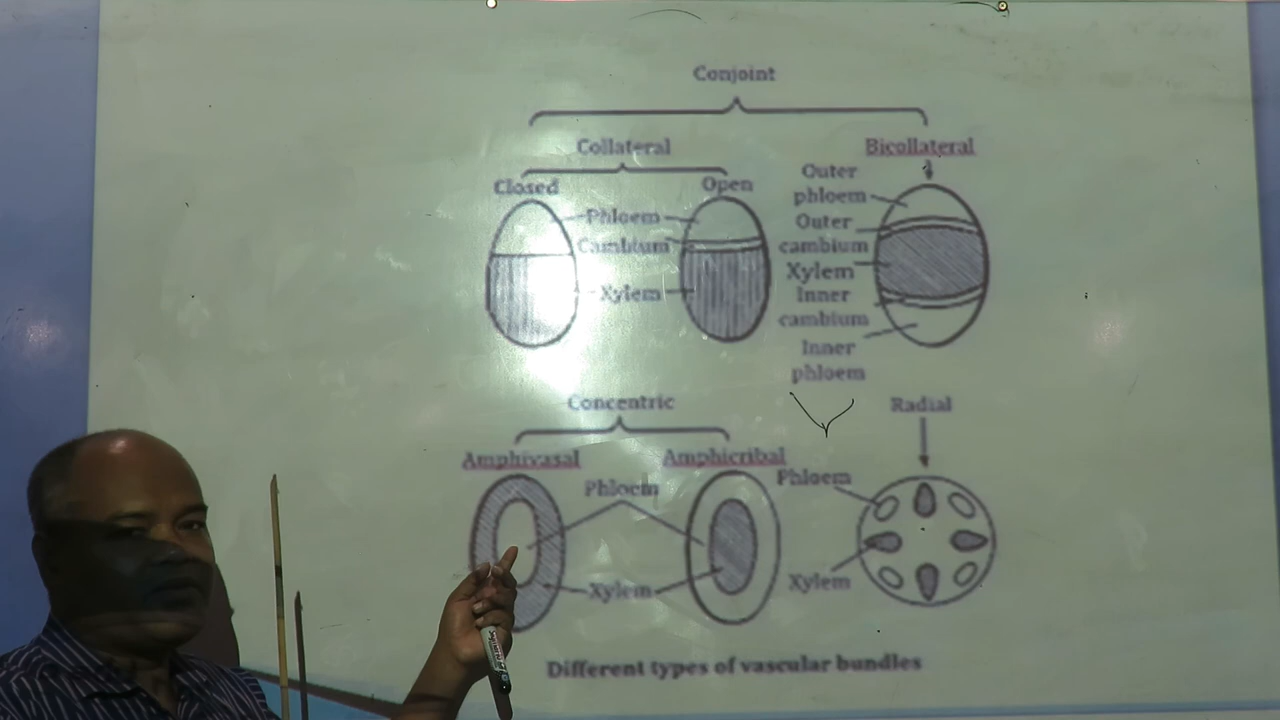 Conjoint
Collateral
Bicollateral
Closed
Open
Outer
phloem
Outer
cambium
Xylem
Inner
cambium
Inner
phloem
Phloem
Cambium
Xylem
Concentric
Radial
Amphivasal
Amphicribal
Phloem
Xylem
Phloem
Xylem
Different types of vascular bundles